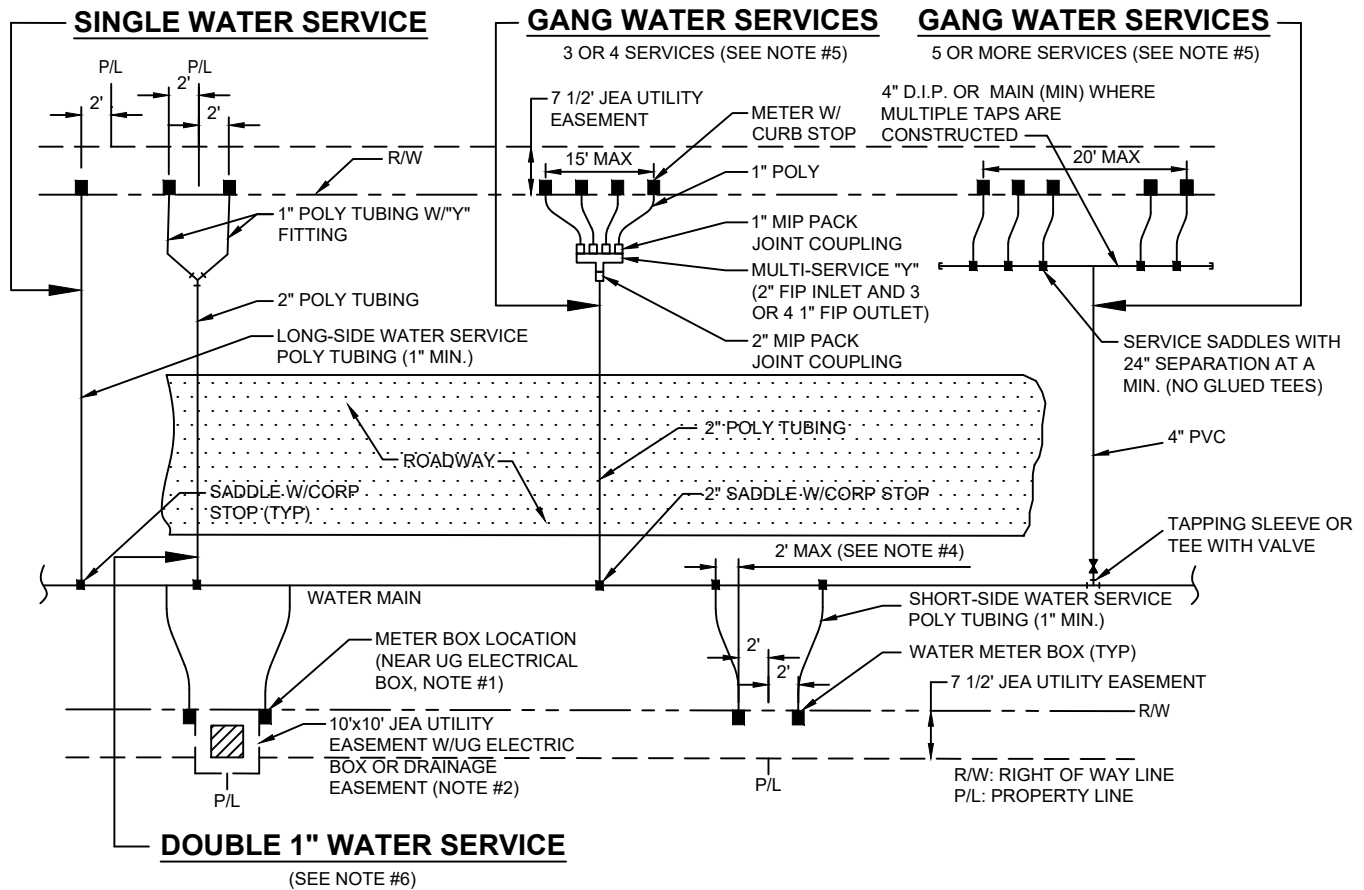 SINGLE WATER SERVICE
GANG WATER SERVICES
3 OR 4 SERVICES (SEE NOTE #5)
GANG WATER SERVICES
5 OR MORE SERVICES (SEE NOTE #5)
P/L
2'
P/L
2'
2'
7 1/2' JEA UTILITY
EASEMENT
METER W/
CURB STOP
4" D.I.P. OR MAIN (MIN) WHERE
MULTIPLE TAPS ARE
CONSTRUCTED
R/W
15' MAX
1" POLY
20' MAX
1" POLY TUBING W/"Y"
FITTING
1" MIP PACK
JOINT COUPLING
MULTI-SERVICE "Y"
(2" FIP INLET AND 3
OR 4 1" FIP OUTLET)
2" POLY TUBING
LONG-SIDE WATER SERVICE
POLY TUBING (1" MIN.)
2" MIP PACK
JOINT COUPLING
SERVICE SADDLES WITH
24" SEPARATION AT A
MIN. (NO GLUED TEES)
2" POLY TUBING
4" PVC
ROADWAY
SADDLE W/CORP
STOP (TYP)
2" SADDLE W/CORP STOP
TAPPING SLEEVE OR
TEE WITH VALVE
2' MAX (SEE NOTE #4)
WATER MAIN
SHORT-SIDE WATER SERVICE
POLY TUBING (1" MIN.)
METER BOX LOCATION
(NEAR UG ELECTRICAL
BOX, NOTE #1)
2'
2'
WATER METER BOX (TYP)
7 1/2' JEA UTILITY EASEMENT
R/W
10'x10' JEA UTILITY
EASEMENT W/UG ELECTRIC
BOX OR DRAINAGE
EASEMENT (NOTE #2)
P/L
P/L
R/W: RIGHT OF WAY LINE
P/L: PROPERTY LINE
DOUBLE 1" WATER SERVICE
(SEE NOTE #6)